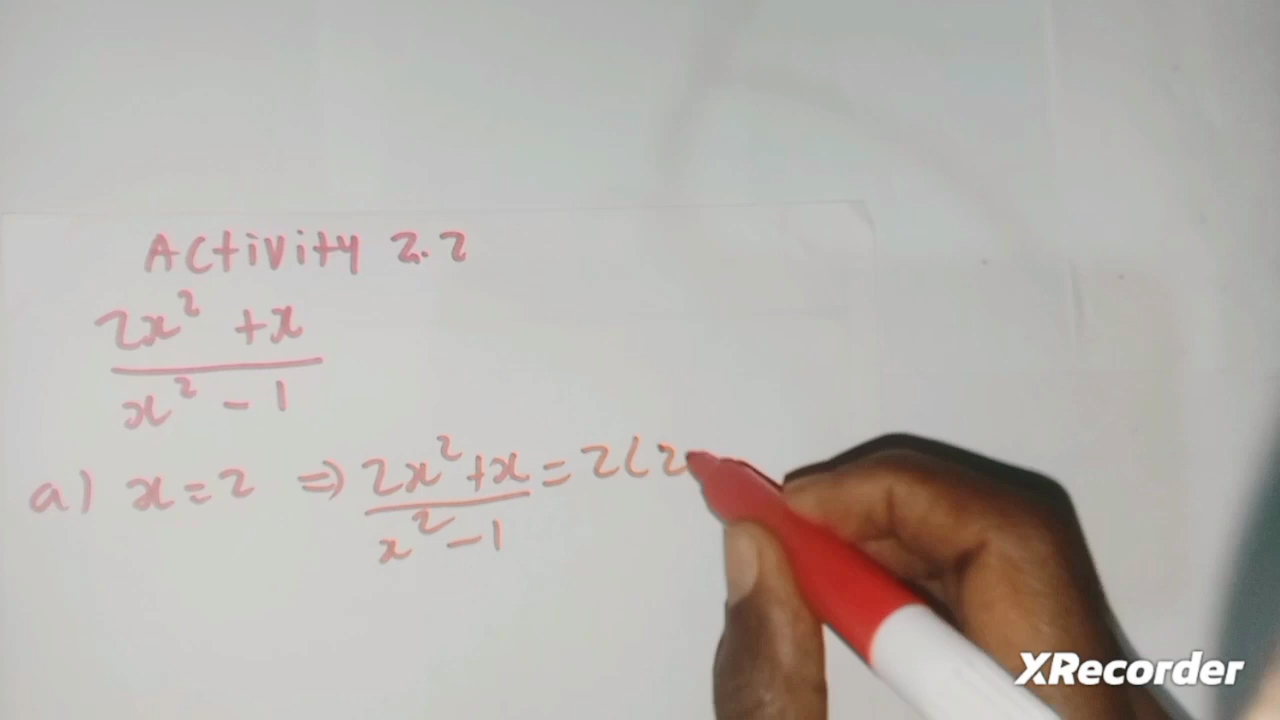 Activity 2.2
2x² + x
x² - 1
a) x = 2 ⇒ 2x² + x = 2(2
x² - 1
XRecorder